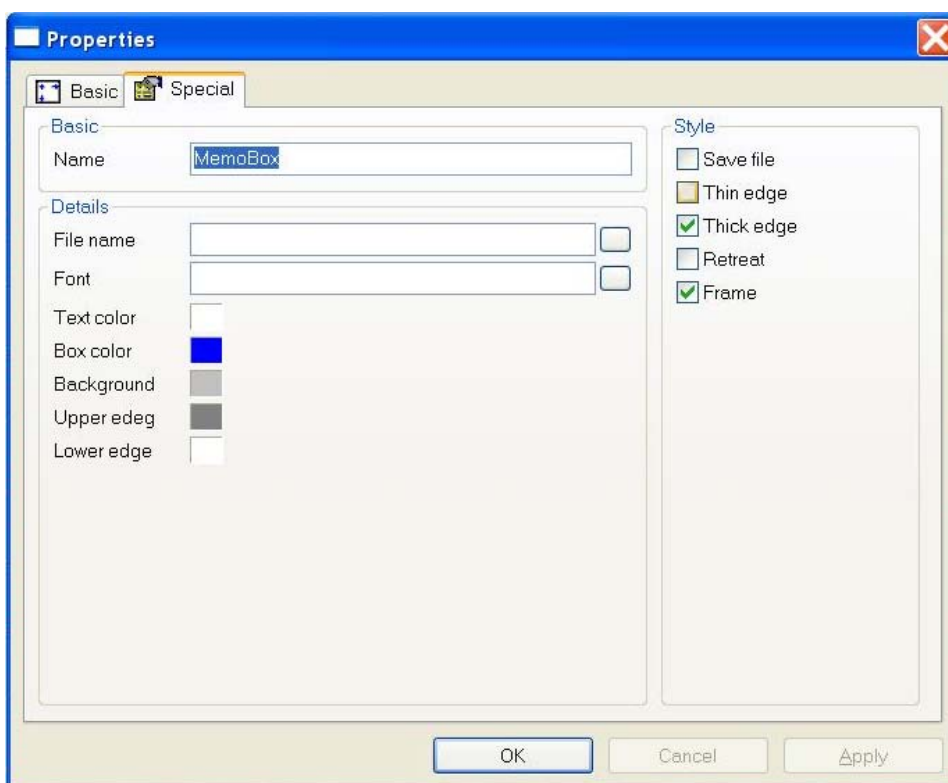 Properties
Basic
Special
Basic
Name
MemoBox
Details
File name
Font
Text color
Box color
Background
Upper edeg
Lower edge
Style
Save file
Thin edge
Thick edge
Retreat
Frame
OK
Cancel
Apply